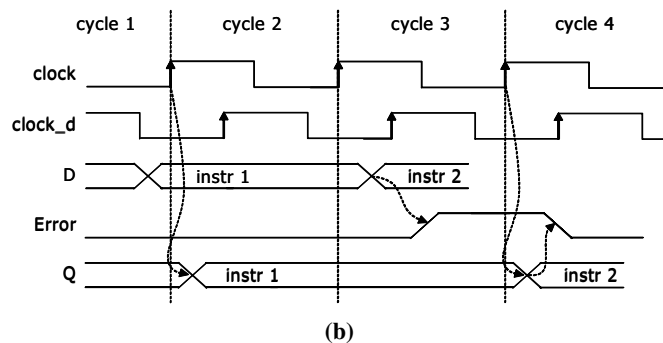 cycle 1 cycle 2 cycle 3 cycle 4
clock
clock_d
D instr 1 instr 2
Error
Q instr 1 instr 2
(b)